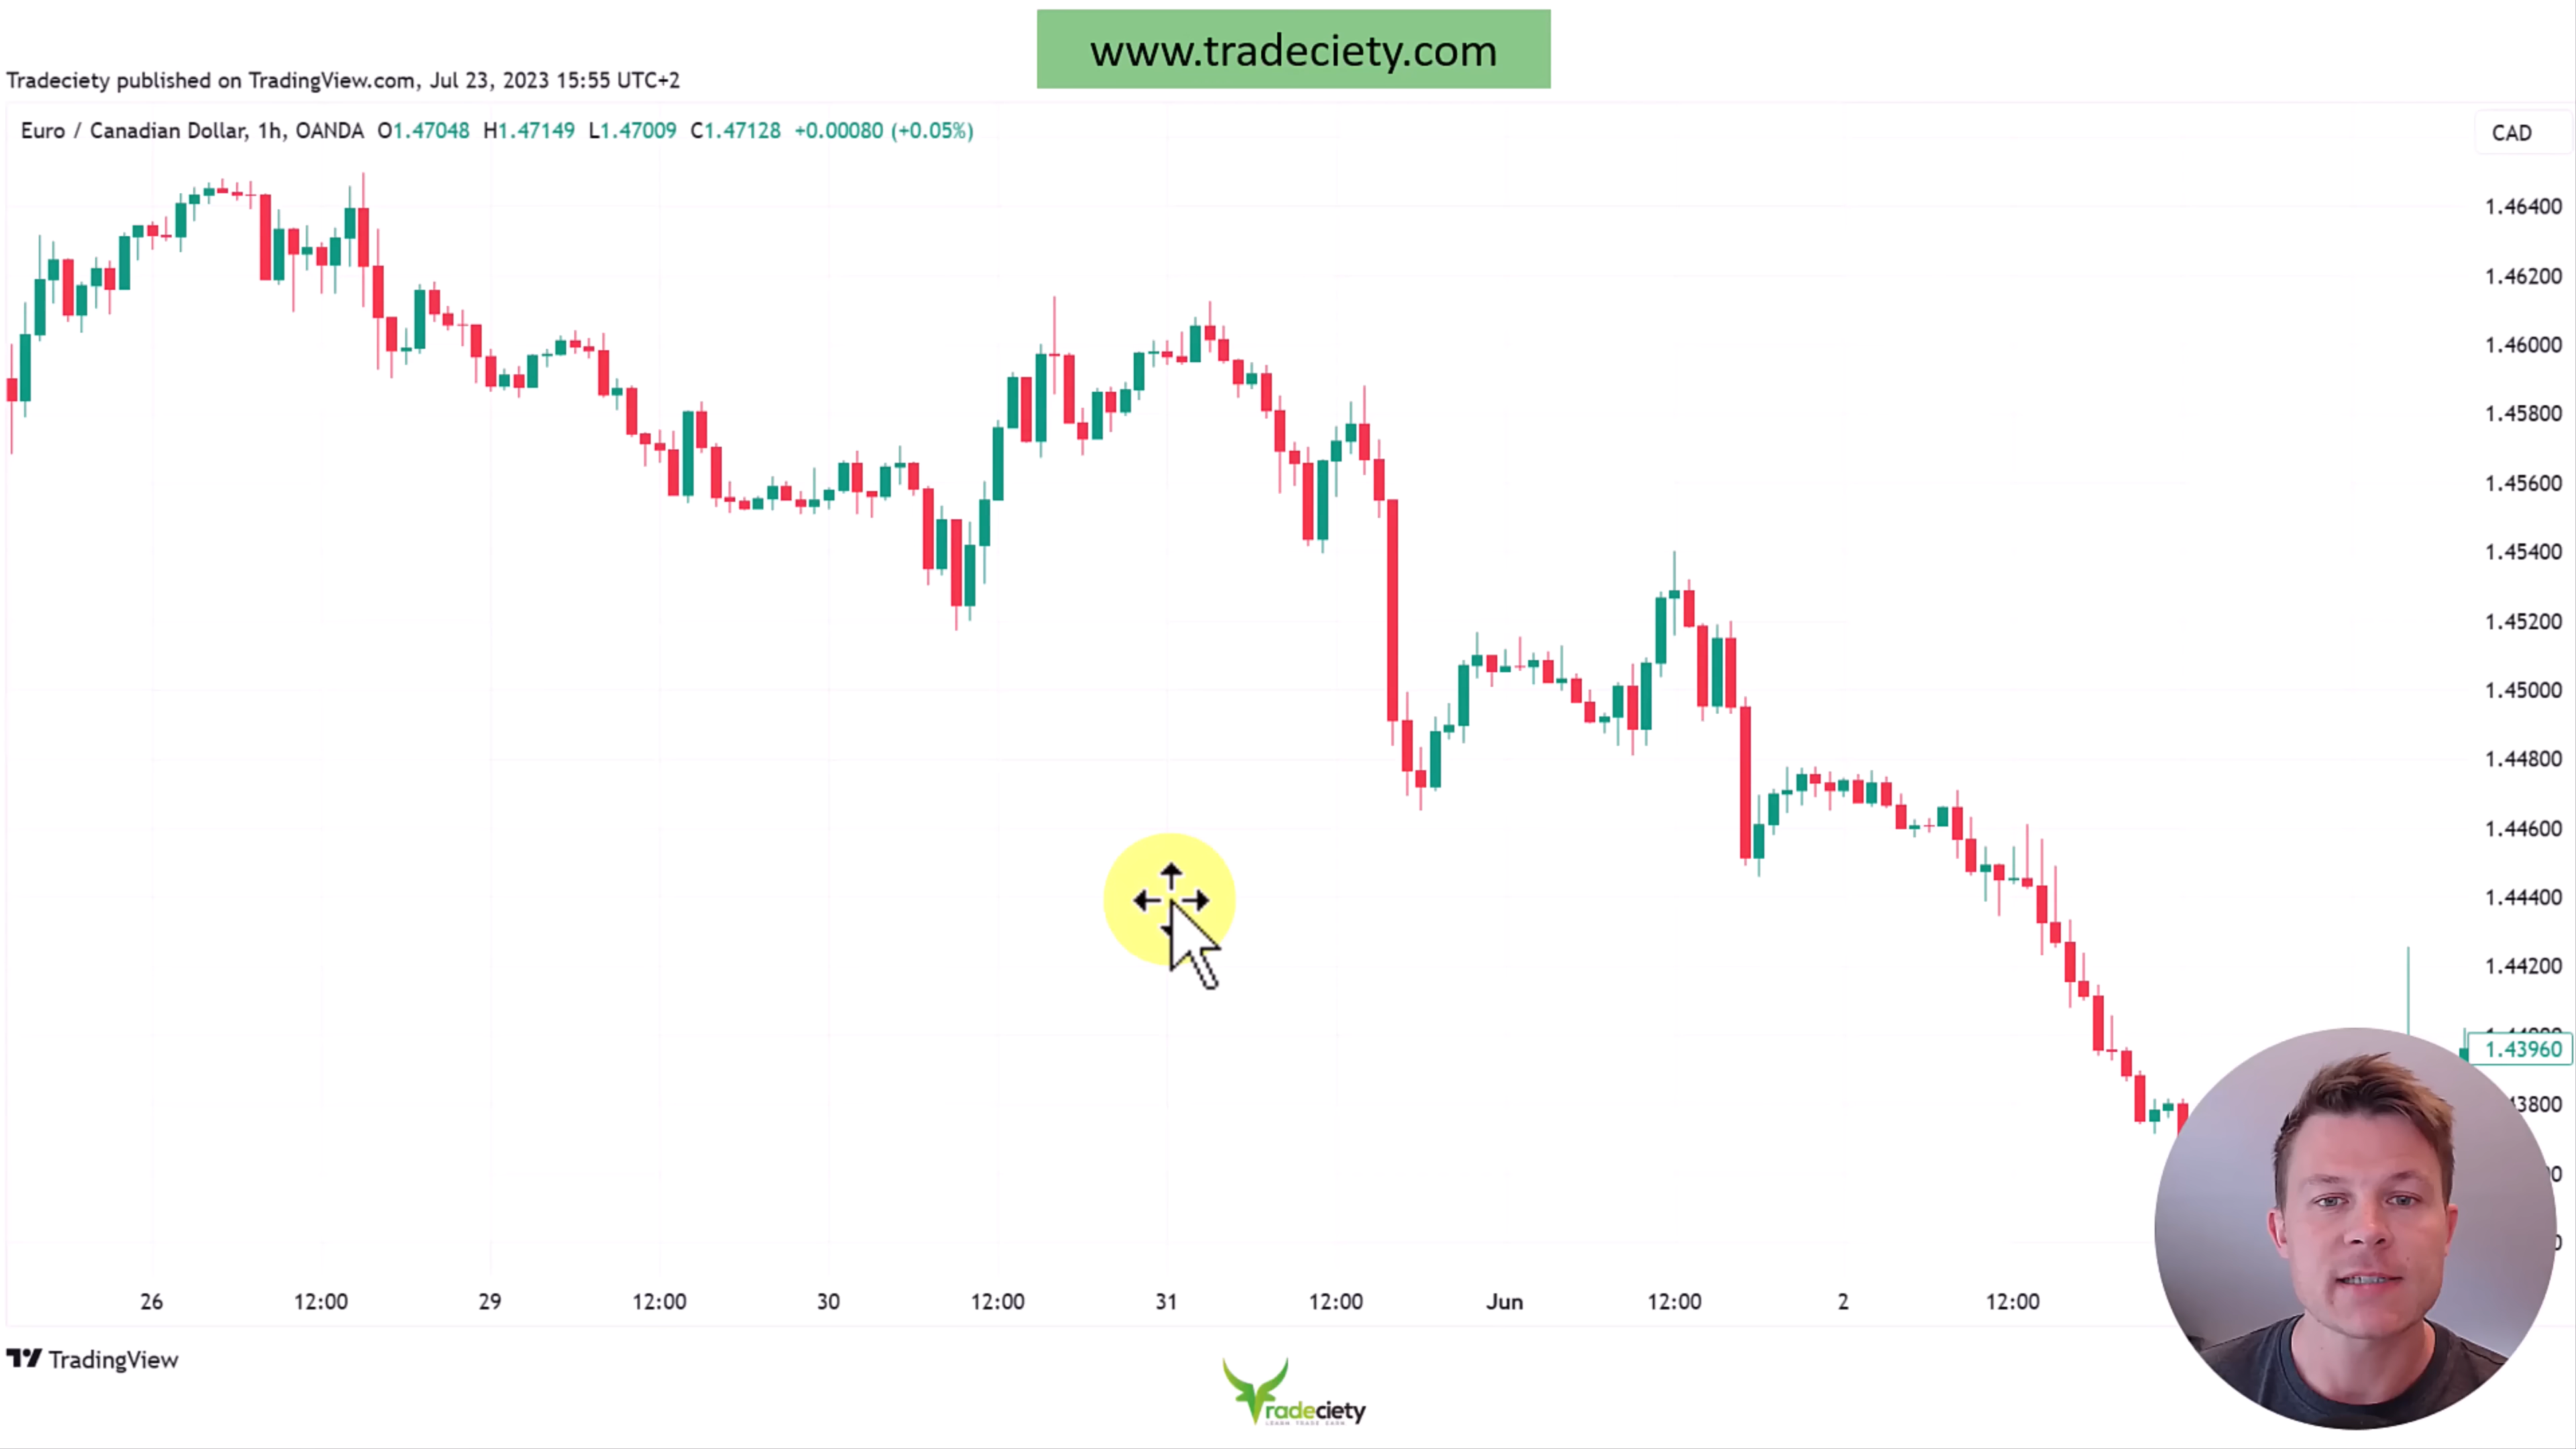 www.tradeciety.com
Tradeciety published on TradingView.com, Jul 23, 2023 15:55 UTC+2
Euro / Canadian Dollar, 1h, OANDA O1.47048 H1.47149 L1.47009 C1.47128 +0.00080 (+0.05%)
CAD
1.46400
1.46200
1.46000
1.45800
1.45600
1.45400
1.45200
1.45000
1.44800
1.44600
1.44400
1.44200
1.43960
26 12:00 29 12:00 30 12:00 31 12:00 Jun 12:00 2 12:00
TradingView
Tradeciety
LEARN TRADE EARN